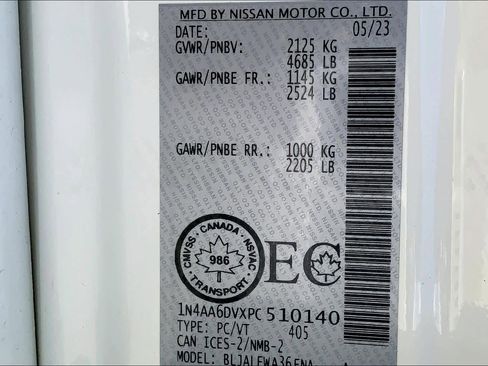 MFD BY NISSAN MOTOR CO., LTD.
DATE: 05/23
GVWR/PNBV: 2125 KG
4685 LB
GAWR/PNBE FR.: 1145 KG
2524 LB
GAWR/PNBE RR.: 1000 KG
2205 LB
CMVSS · CANADA · NSVAC
986
TRANSPORT
EC
1N4AA6DVXPC510140
TYPE: PC/VT 405
CAN ICES-2/NMB-2
MODEL: BLJALEWA36ENA